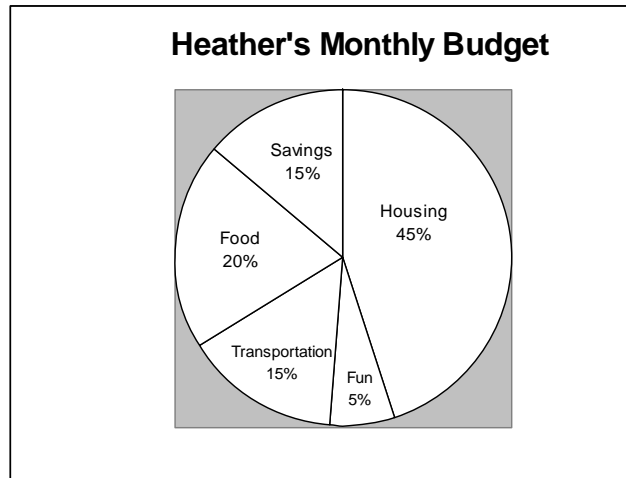 Heather's Monthly Budget
Savings
15%
Housing
45%
Food
20%
Transportation
15%
Fun
5%